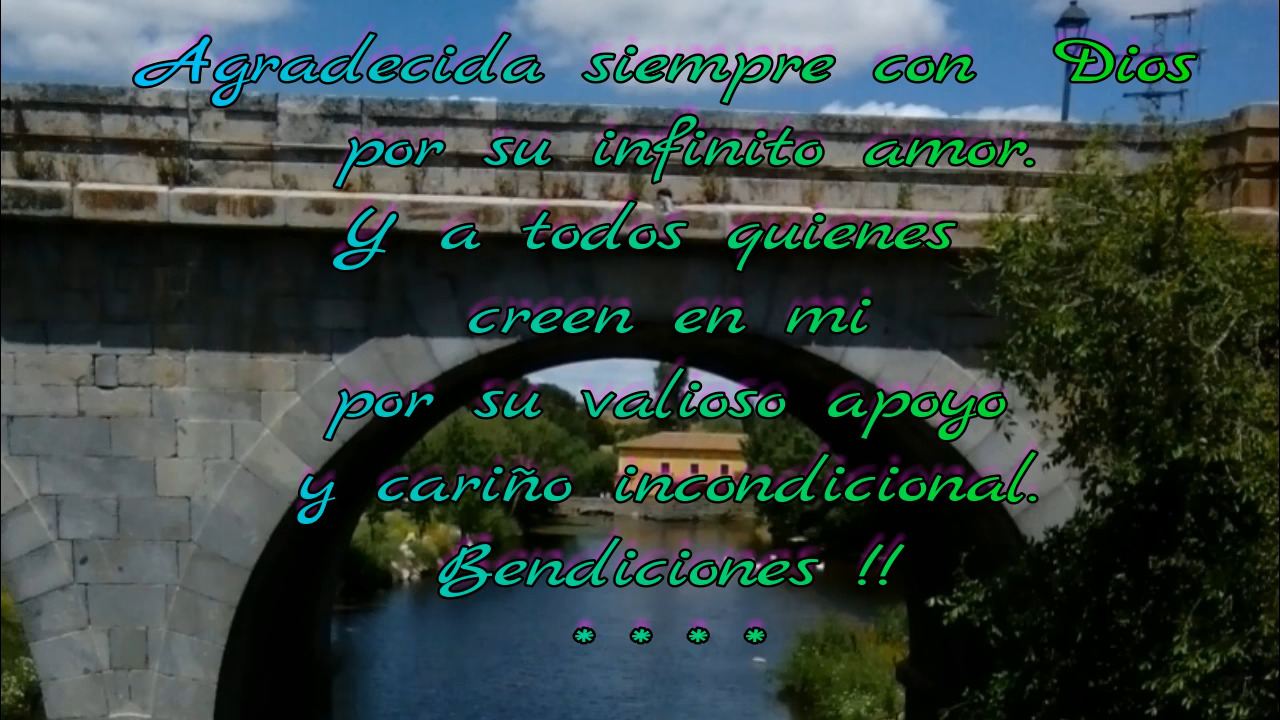 Agradecida siempre con Dios
por su infinito amor.
Y a todos quienes
creen en mi
por su valioso apoyo
y cariño incondicional.
Bendiciones !!
* * * *